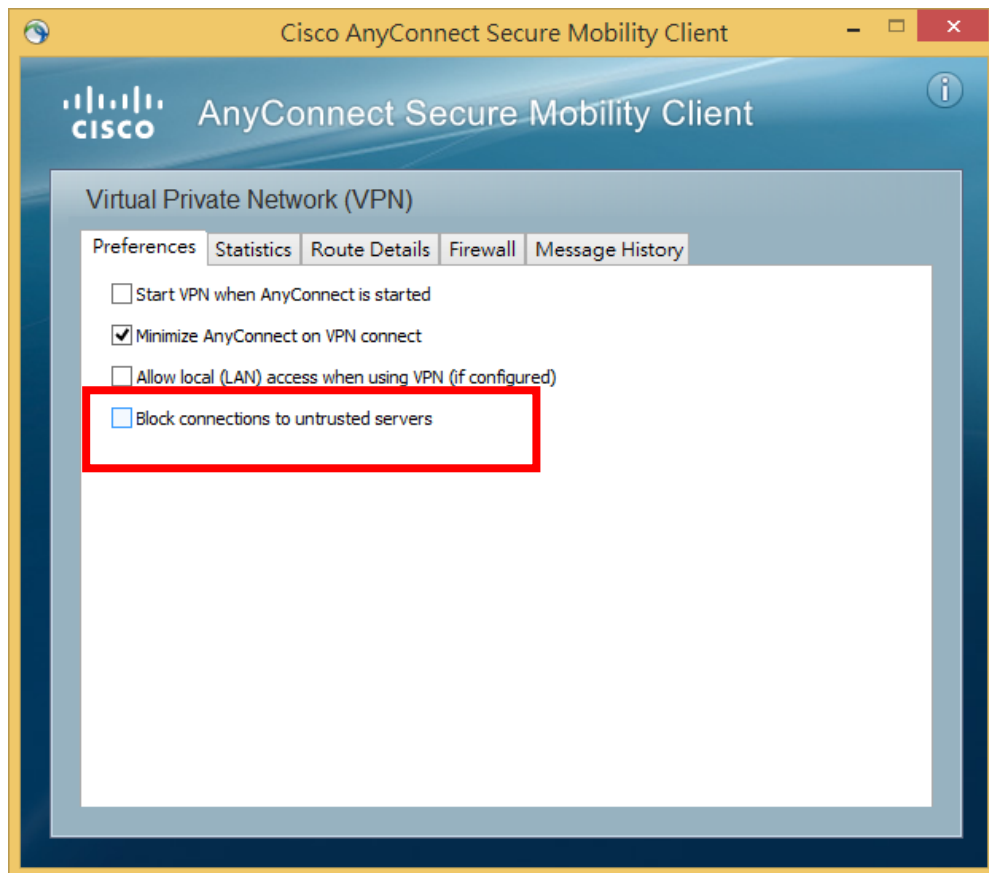 Cisco AnyConnect Secure Mobility Client
CISCO AnyConnect Secure Mobility Client
Virtual Private Network (VPN)
Preferences Statistics Route Details Firewall Message History
Start VPN when AnyConnect is started
Minimize AnyConnect on VPN connect
Allow local (LAN) access when using VPN (if configured)
Block connections to untrusted servers